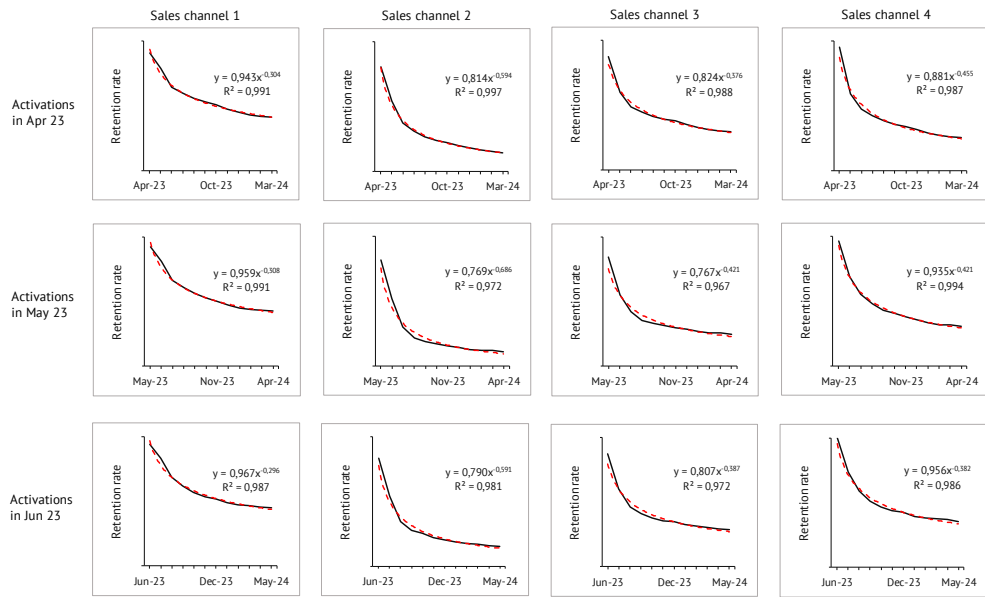 Sales channel 1
Sales channel 2
Sales channel 3
Sales channel 4
Activations
in Apr 23
Retention rate
y = 0,943x^-0,304
R² = 0,991
Apr-23
Oct-23
Mar-24
Retention rate
y = 0,814x^-0,594
R² = 0,997
Apr-23
Oct-23
Mar-24
Retention rate
y = 0,824x^-0,376
R² = 0,988
Apr-23
Oct-23
Mar-24
Retention rate
y = 0,881x^-0,455
R² = 0,987
Apr-23
Oct-23
Mar-24
Activations
in May 23
Retention rate
y = 0,959x^-0,308
R² = 0,991
May-23
Nov-23
Apr-24
Retention rate
y = 0,769x^-0,686
R² = 0,972
May-23
Nov-23
Apr-24
Retention rate
y = 0,767x^-0,421
R² = 0,967
May-23
Nov-23
Apr-24
Retention rate
y = 0,935x^-0,421
R² = 0,994
May-23
Nov-23
Apr-24
Activations
in Jun 23
Retention rate
y = 0,967x^-0,296
R² = 0,987
Jun-23
Dec-23
May-24
Retention rate
y = 0,790x^-0,591
R² = 0,981
Jun-23
Dec-23
May-24
Retention rate
y = 0,807x^-0,387
R² = 0,972
Jun-23
Dec-23
May-24
Retention rate
y = 0,956x^-0,382
R² = 0,986
Jun-23
Dec-23
May-24